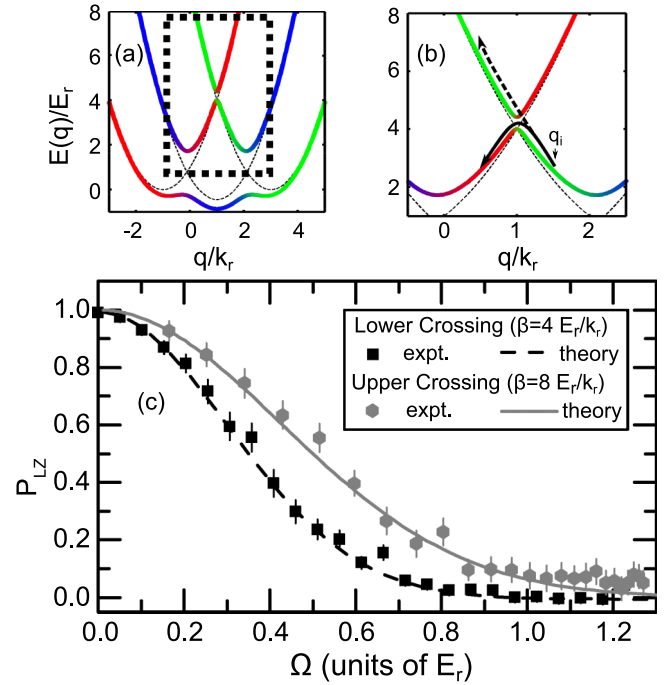 8
6
4
2
0
E(q)/E_r
(a)
-2 0 2 4
q/k_r
8
6
4
2
(b)
q_i
0 1 2
q/k_r
1.0
0.8
0.6
0.4
0.2
0.0
P_LZ
(c)
Lower Crossing (β=4 E_r/k_r)
expt. theory
Upper Crossing (β=8 E_r/k_r)
expt. theory
0.0 0.2 0.4 0.6 0.8 1.0 1.2
Ω (units of E_r)